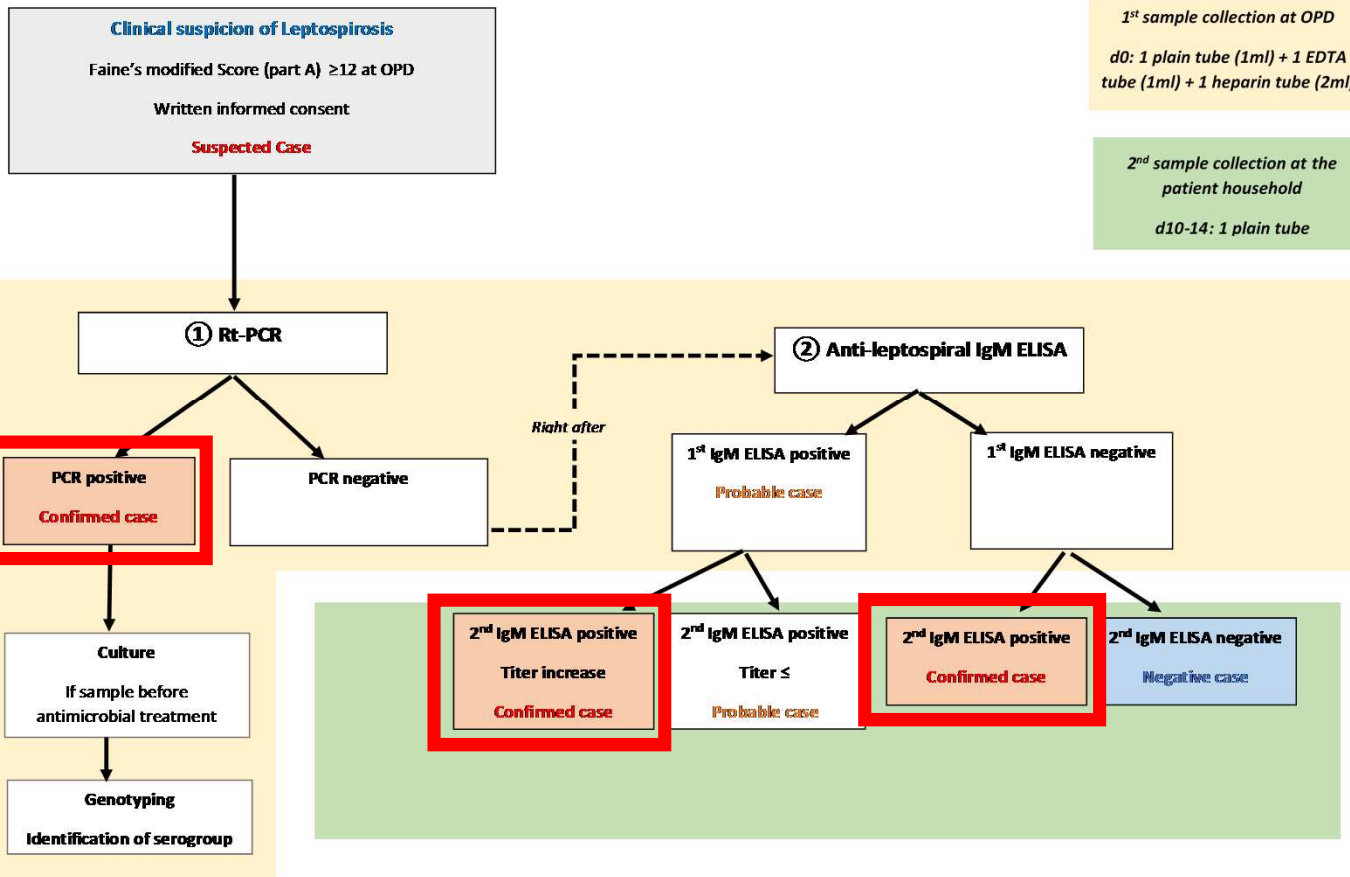 Clinical suspicion of Leptospirosis
Faine's modified Score (part A) ≥12 at OPD
Written informed consent
Suspected Case
1st sample collection at OPD
d0: 1 plain tube (1ml) + 1 EDTA
tube (1ml) + 1 heparin tube (2ml)
2nd sample collection at the
patient household
d10-14: 1 plain tube
① Rt-PCR
② Anti-leptospiral IgM ELISA
Right after
PCR positive
Confirmed case
PCR negative
1st IgM ELISA positive
Probable case
1st IgM ELISA negative
2nd IgM ELISA positive
Titer increase
Confirmed case
2nd IgM ELISA positive
Titer ≤
Probable case
2nd IgM ELISA positive
Confirmed case
2nd IgM ELISA negative
Negative case
Culture
If sample before
antimicrobial treatment
Genotyping
Identification of serogroup